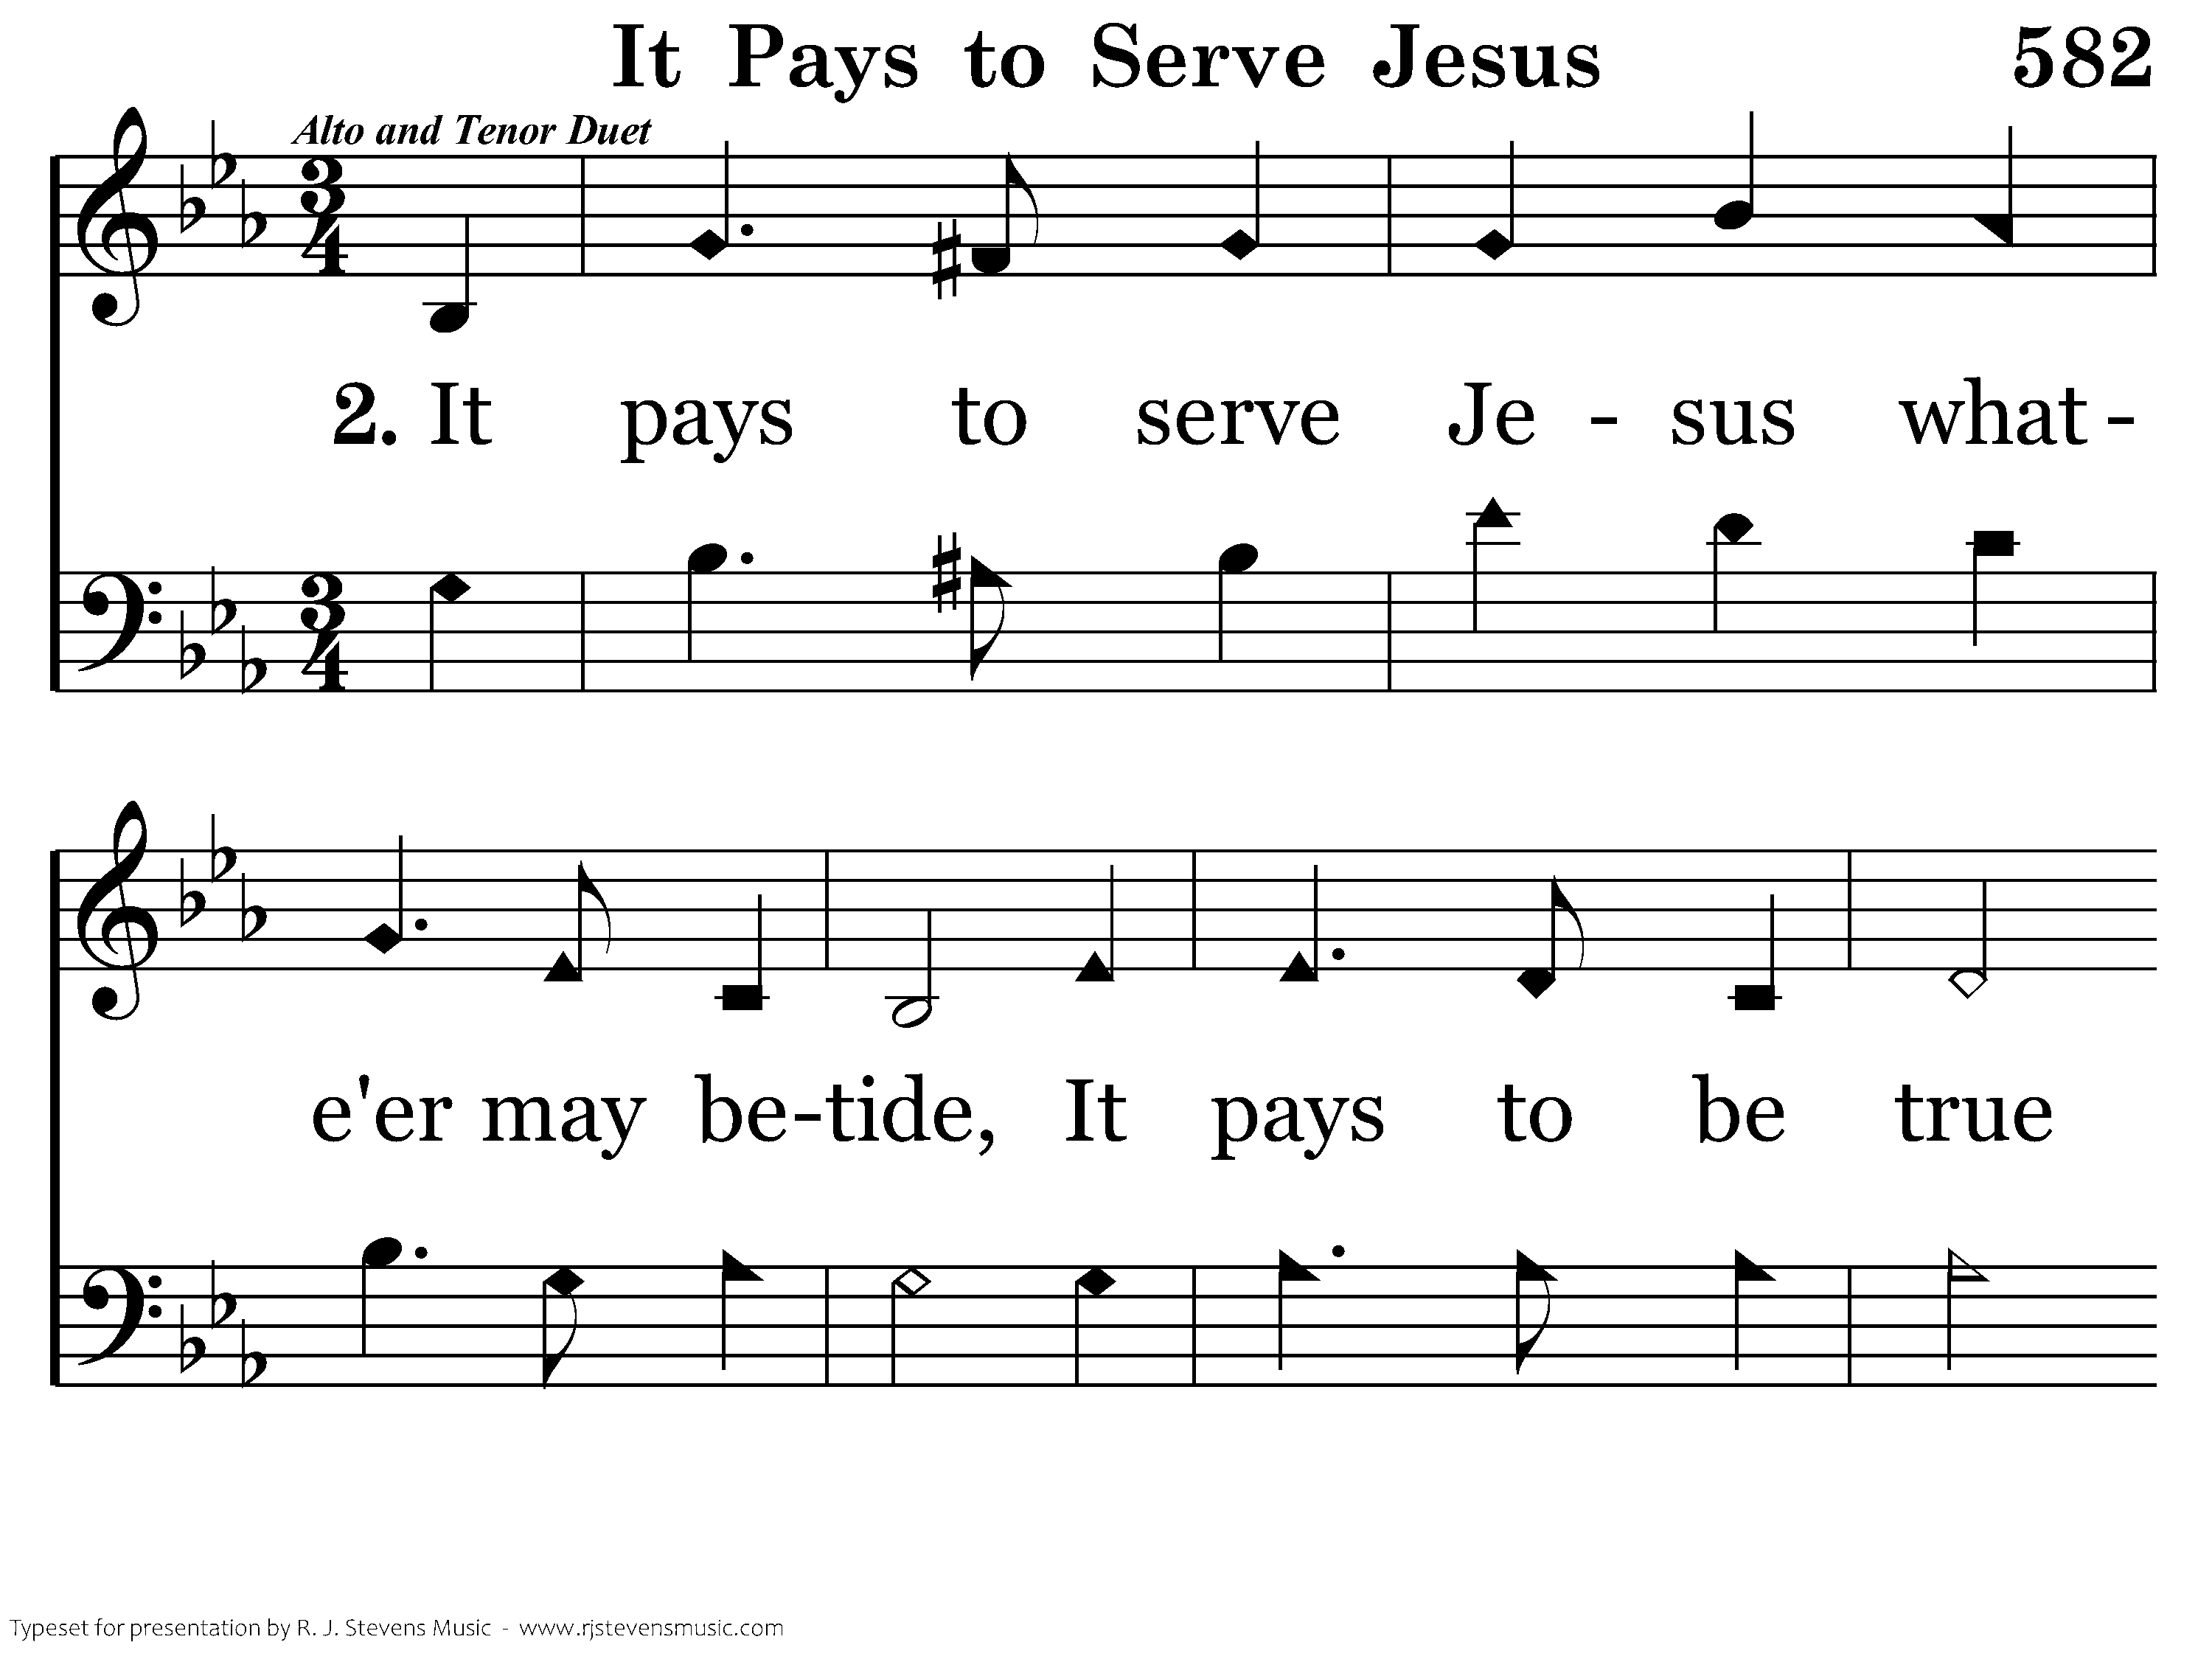 It Pays to Serve Jesus 582
Alto and Tenor Duet
2. It pays to serve Je - sus what -
e'er may be-tide, It pays to be true
Typeset for presentation by R. J. Stevens Music - www.rjstevensmusic.com